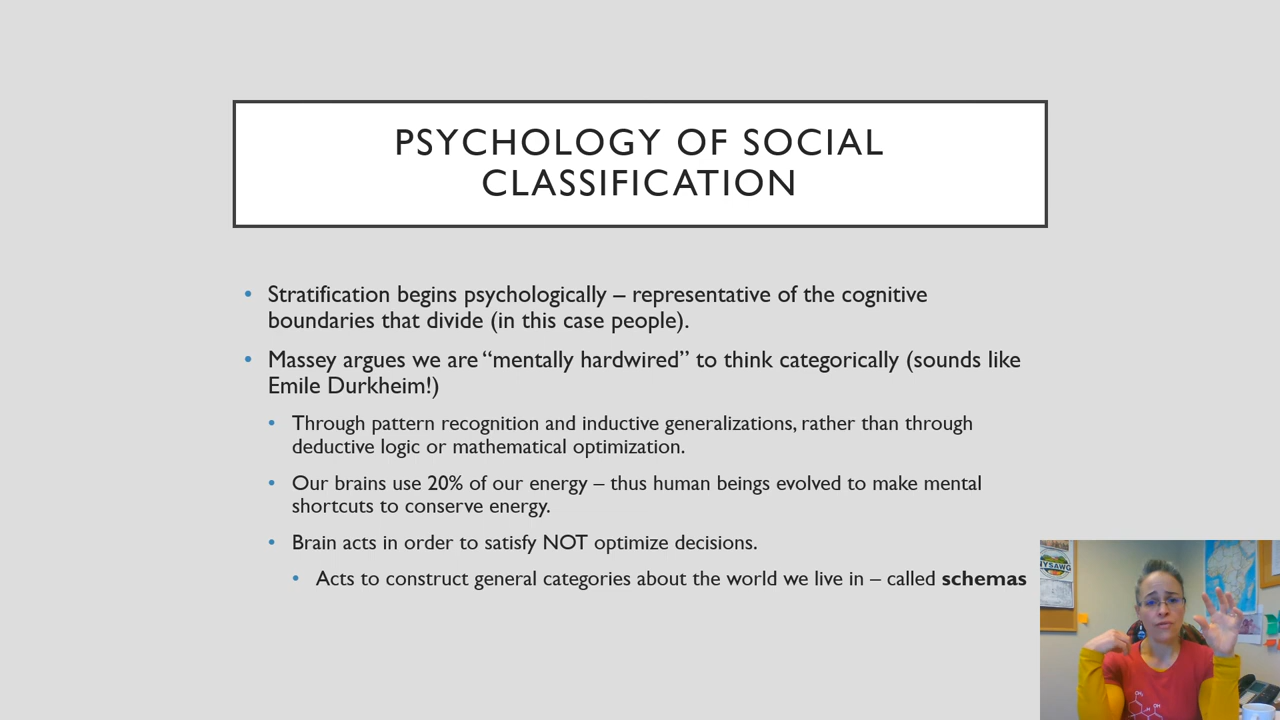 PSYCHOLOGY OF SOCIAL
CLASSIFICATION
• Stratification begins psychologically – representative of the cognitive
boundaries that divide (in this case people).
• Massey argues we are “mentally hardwired” to think categorically (sounds like
Emile Durkheim!)
• Through pattern recognition and inductive generalizations, rather than through
deductive logic or mathematical optimization.
• Our brains use 20% of our energy – thus human beings evolved to make mental
shortcuts to conserve energy.
• Brain acts in order to satisfy NOT optimize decisions.
• Acts to construct general categories about the world we live in – called schemas
NYSAWG